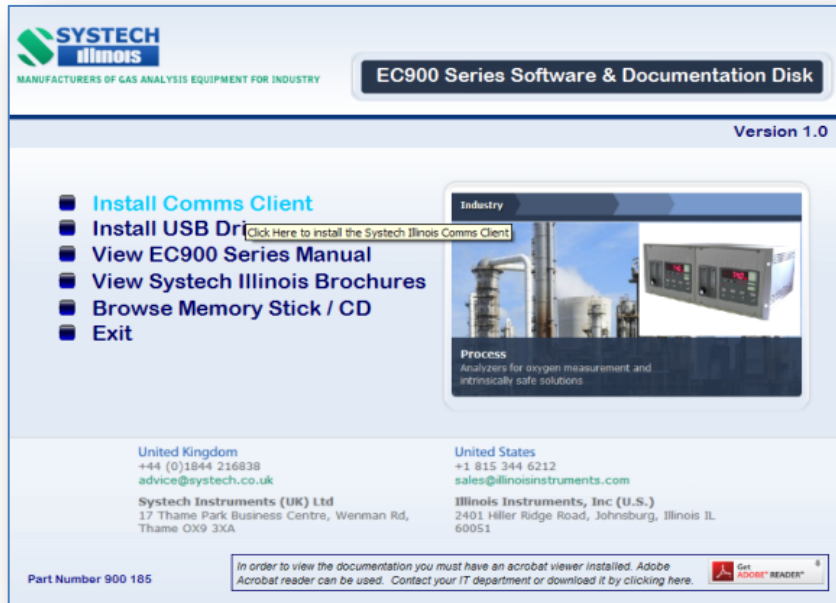 SYSTECH
illinois
MANUFACTURERS OF GAS ANALYSIS EQUIPMENT FOR INDUSTRY
EC900 Series Software & Documentation Disk
Version 1.0
Install Comms Client
Install USB Dri
Click Here to install the Systech Illinois Comms Client
View EC900 Series Manual
View Systech Illinois Brochures
Browse Memory Stick / CD
Exit
Industry
Process
Analyzers for oxygen measurement and
intrinsically safe solutions
United Kingdom
+44 (0)1844 216838
advice@systech.co.uk
Systech Instruments (UK) Ltd
17 Thame Park Business Centre, Wenman Rd,
Thame OX9 3XA
United States
+1 815 344 6212
sales@illinoisinstruments.com
Illinois Instruments, Inc (U.S.)
2401 Hiller Ridge Road, Johnsburg, Illinois IL
60051
Part Number 900 185
In order to view the documentation you must have an acrobat viewer installed. Adobe
Acrobat reader can be used. Contact your IT department or download it by clicking here.
Get
ADOBE® READER®